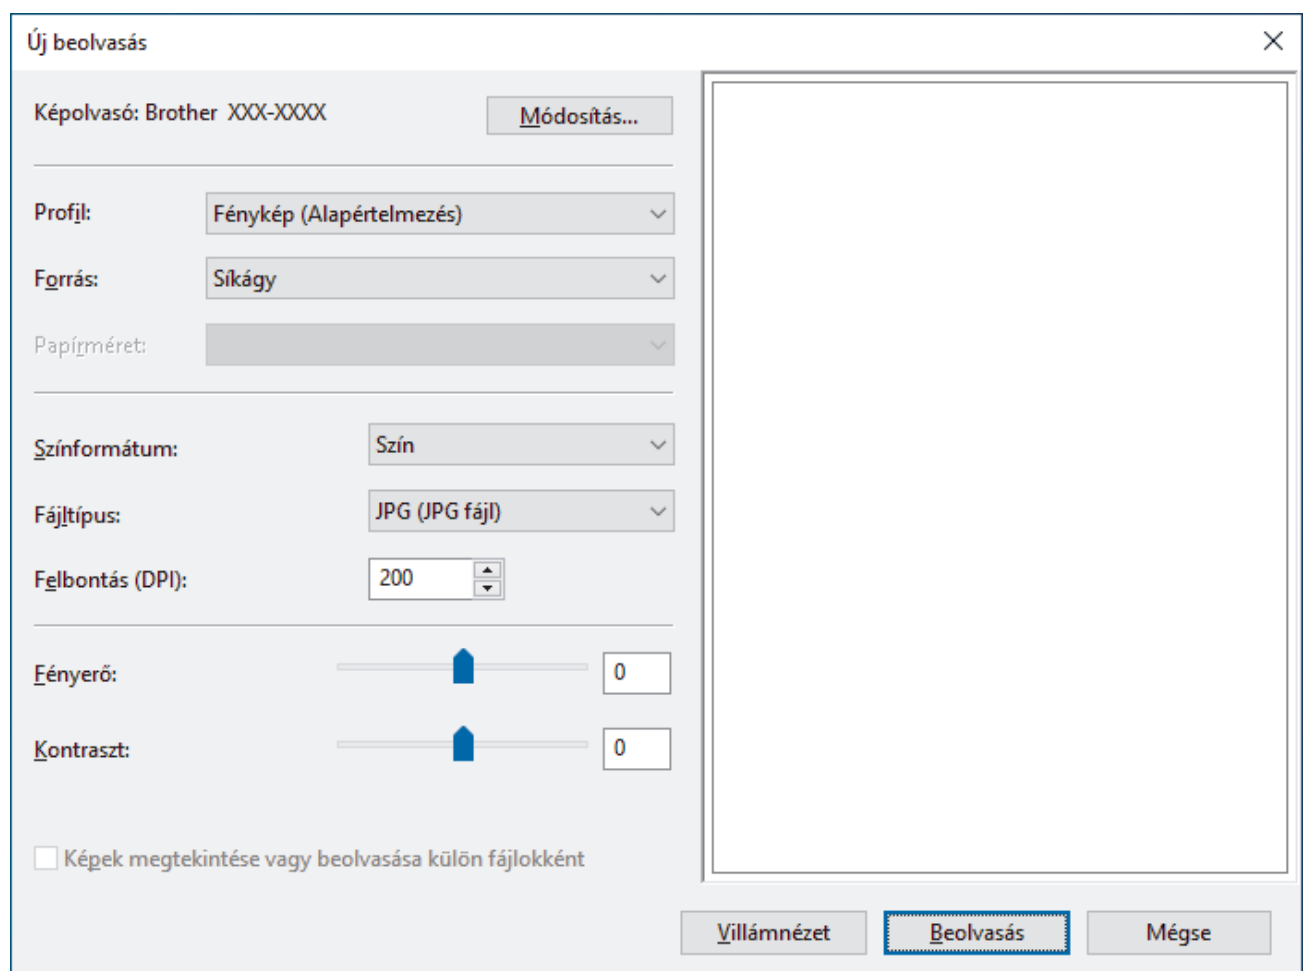 Új beolvasás
Képolvasó: Brother XXX-XXXX
Módosítás...
Profil: Fénykép (Alapértelmezés)
Forrás: Síkágy
Papírméret:
Színformátum: Szín
Fájltípus: JPG (JPG fájl)
Felbontás (DPI): 200
Fényerő: 0
Kontraszt: 0
Képek megtekintése vagy beolvasása külön fájlokként
Villámnézet Beolvasás Mégse